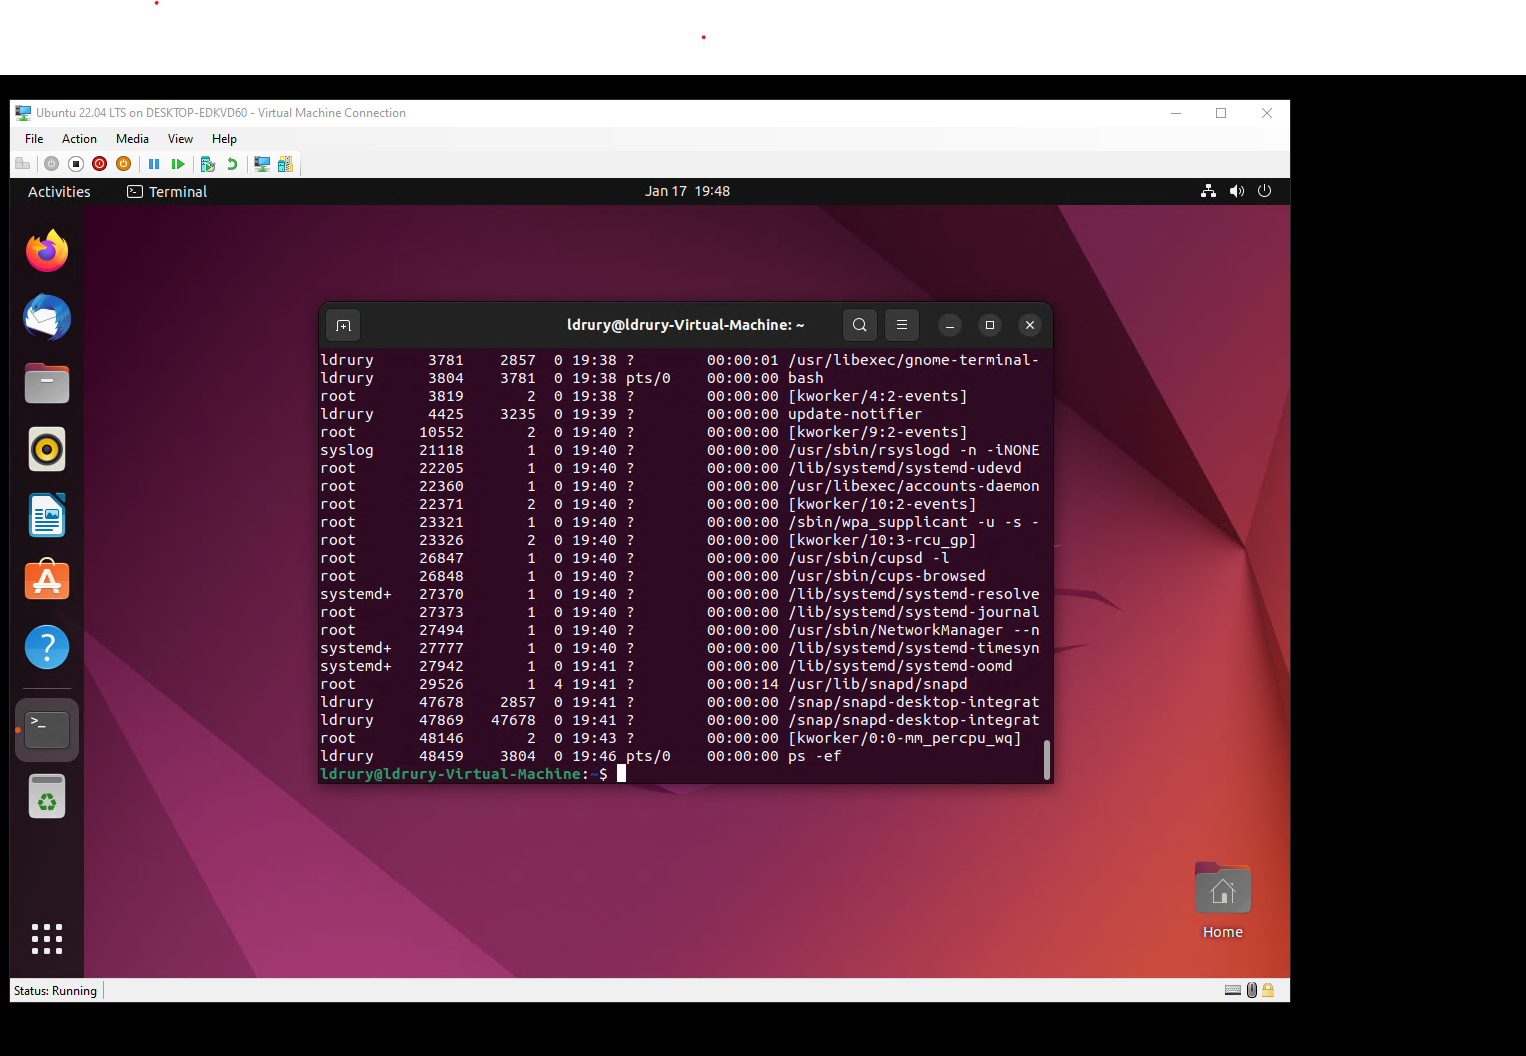 Ubuntu 22.04 LTS on DESKTOP-EDKVD60 - Virtual Machine Connection
File Action Media View Help
Activities Terminal Jan 17 19:48
ldrury@ldrury-Virtual-Machine: ~
ldrury 3781 2857 0 19:38 ? 00:00:01 /usr/libexec/gnome-terminal-
ldrury 3804 3781 0 19:38 pts/0 00:00:00 bash
root 3819 2 0 19:38 ? 00:00:00 [kworker/4:2-events]
ldrury 4425 3235 0 19:39 ? 00:00:00 update-notifier
root 10552 2 0 19:40 ? 00:00:00 [kworker/9:2-events]
syslog 21118 1 0 19:40 ? 00:00:00 /usr/sbin/rsyslogd -n -iNONE
root 22205 1 0 19:40 ? 00:00:00 /lib/systemd/systemd-udevd
root 22360 1 0 19:40 ? 00:00:00 /usr/libexec/accounts-daemon
root 22371 2 0 19:40 ? 00:00:00 [kworker/10:2-events]
root 23321 1 0 19:40 ? 00:00:00 /sbin/wpa_supplicant -u -s -
root 23326 2 0 19:40 ? 00:00:00 [kworker/10:3-rcu_gp]
root 26847 1 0 19:40 ? 00:00:00 /usr/sbin/cupsd -l
root 26848 1 0 19:40 ? 00:00:00 /usr/sbin/cups-browsed
systemd+ 27370 1 0 19:40 ? 00:00:00 /lib/systemd/systemd-resolve
root 27373 1 0 19:40 ? 00:00:00 /lib/systemd/systemd-journal
root 27494 1 0 19:40 ? 00:00:00 /usr/sbin/NetworkManager --n
systemd+ 27777 1 0 19:40 ? 00:00:00 /lib/systemd/systemd-timesyn
systemd+ 27942 1 0 19:41 ? 00:00:00 /lib/systemd/systemd-oomd
root 29526 1 4 19:41 ? 00:00:14 /usr/lib/snapd/snapd
ldrury 47678 2857 0 19:41 ? 00:00:00 /snap/snapd-desktop-integrat
ldrury 47869 47678 0 19:41 ? 00:00:00 /snap/snapd-desktop-integrat
root 48146 2 0 19:43 ? 00:00:00 [kworker/0:0-mm_percpu_wq]
ldrury 48459 3804 0 19:46 pts/0 00:00:00 ps -ef
ldrury@ldrury-Virtual-Machine:~$
Home
Status: Running